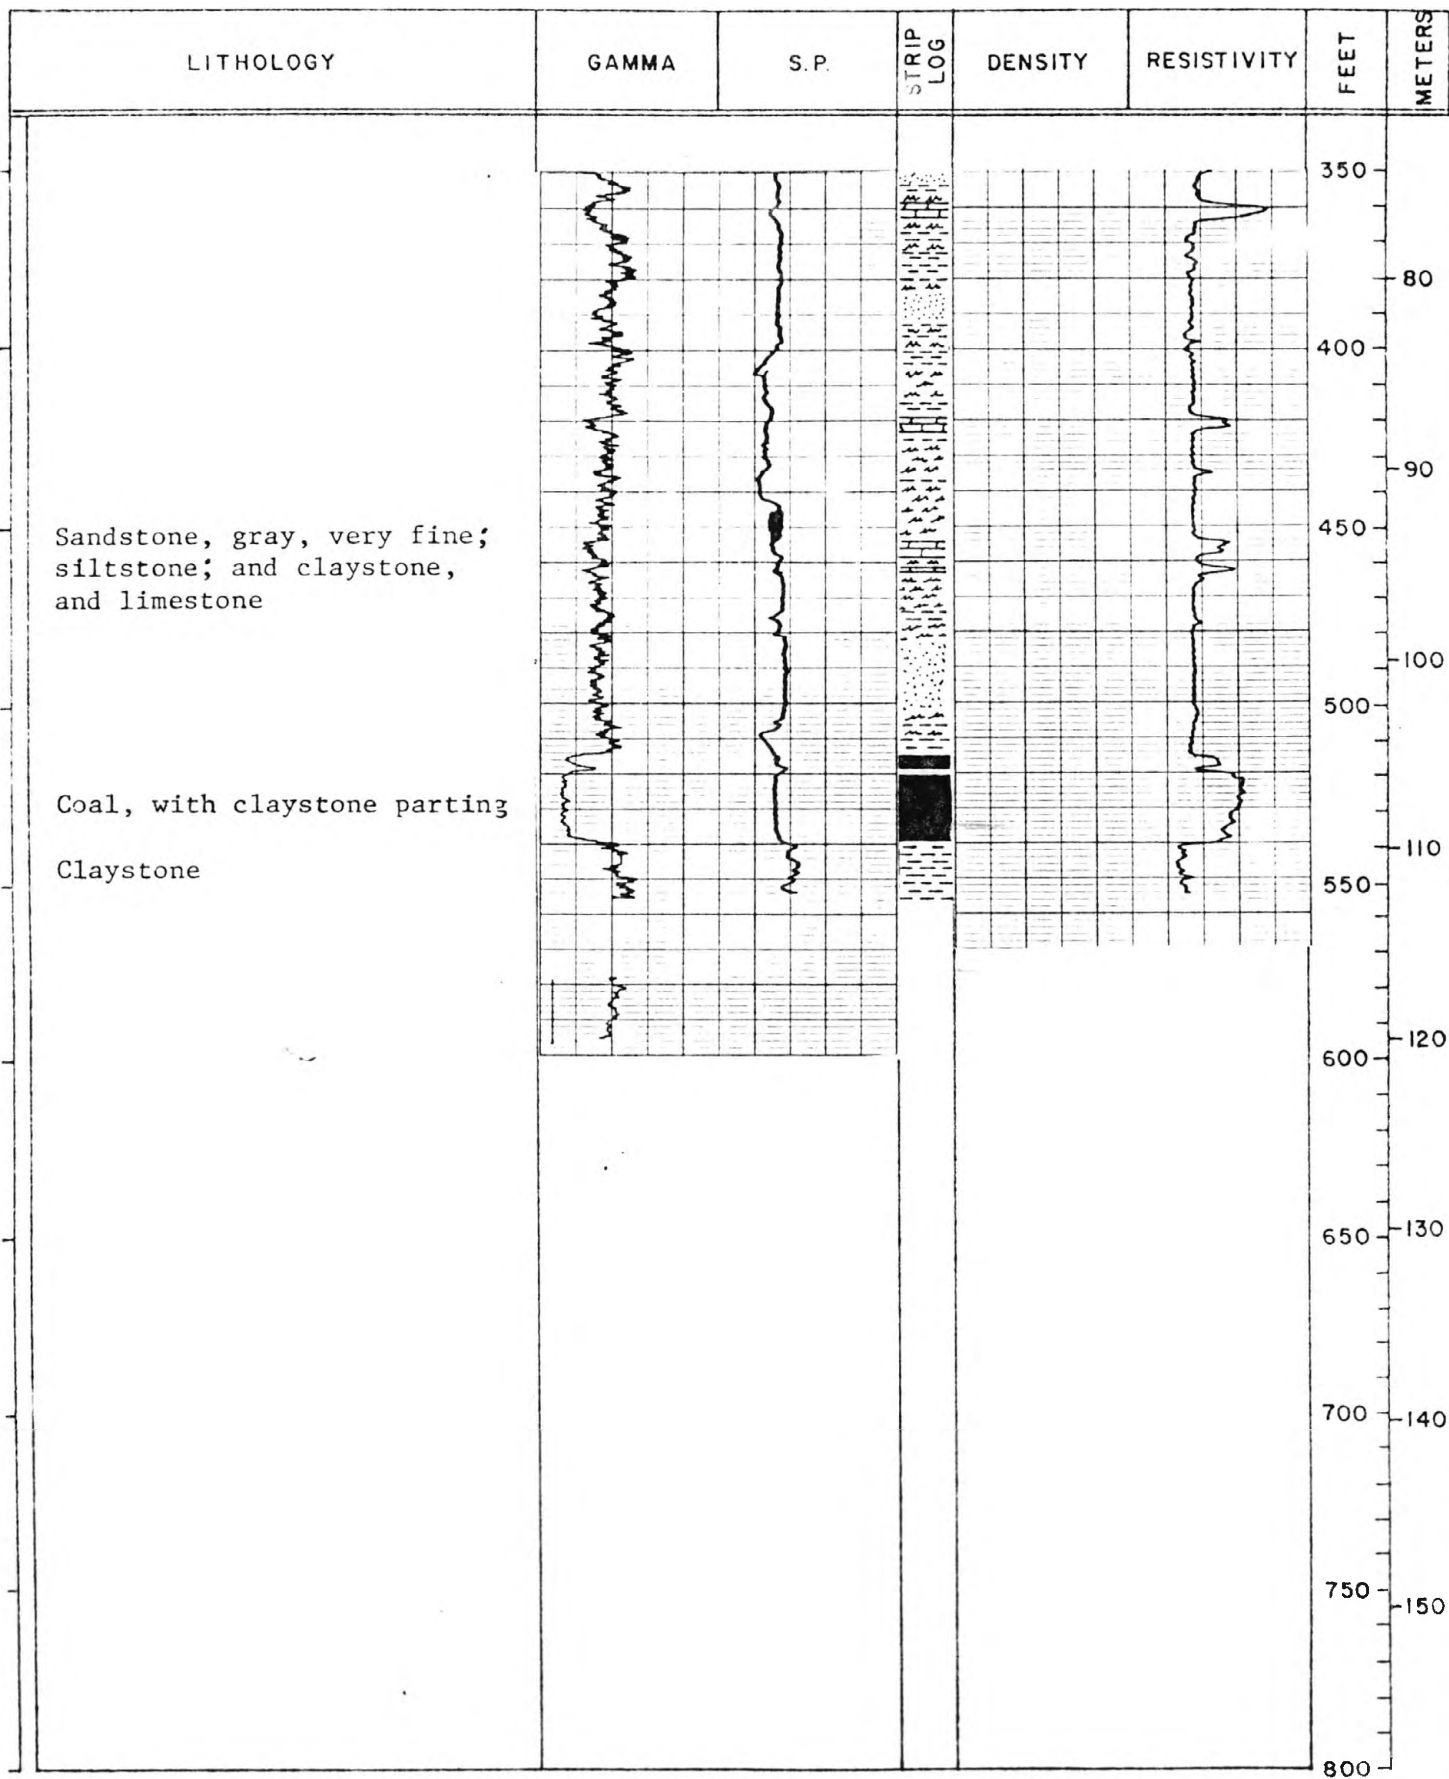 LITHOLOGY
GAMMA
S.P.
STRIP
LOG
DENSITY
RESISTIVITY
FEET
METERS
350
80
400
90
450
Sandstone, gray, very fine;
siltstone; and claystone,
and limestone
100
500
Coal, with claystone parting
110
Claystone
550
120
600
130
650
700
140
750
150
800